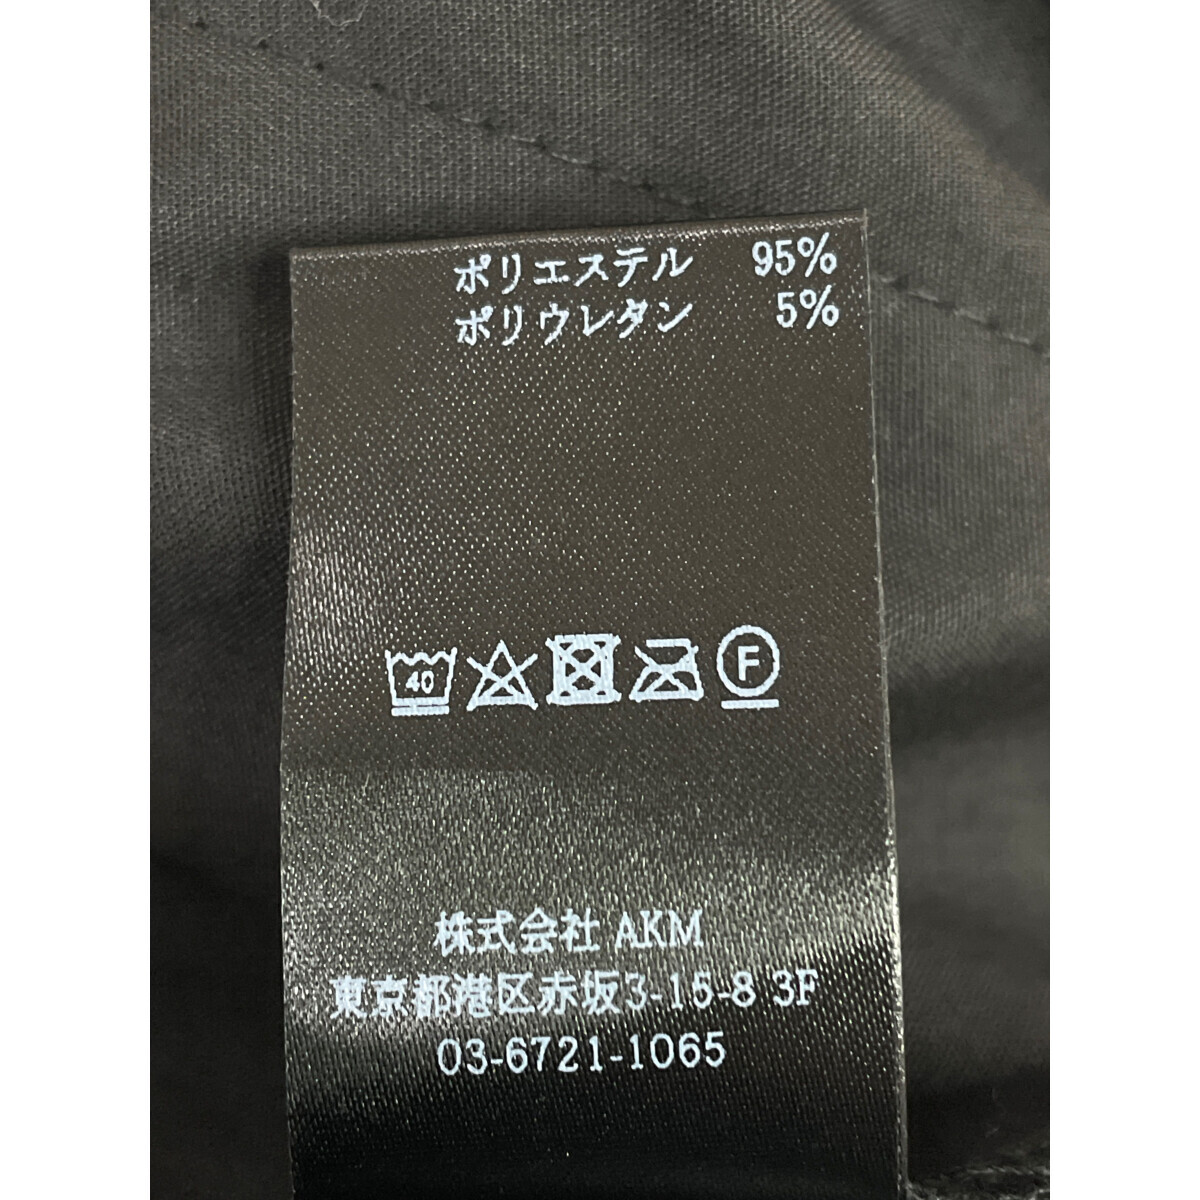 ポリエステル 95%
ポリウレタン 5%
40 F
株式会社 AKM
東京都港区赤坂3-15-8 3F
03-6721-1065